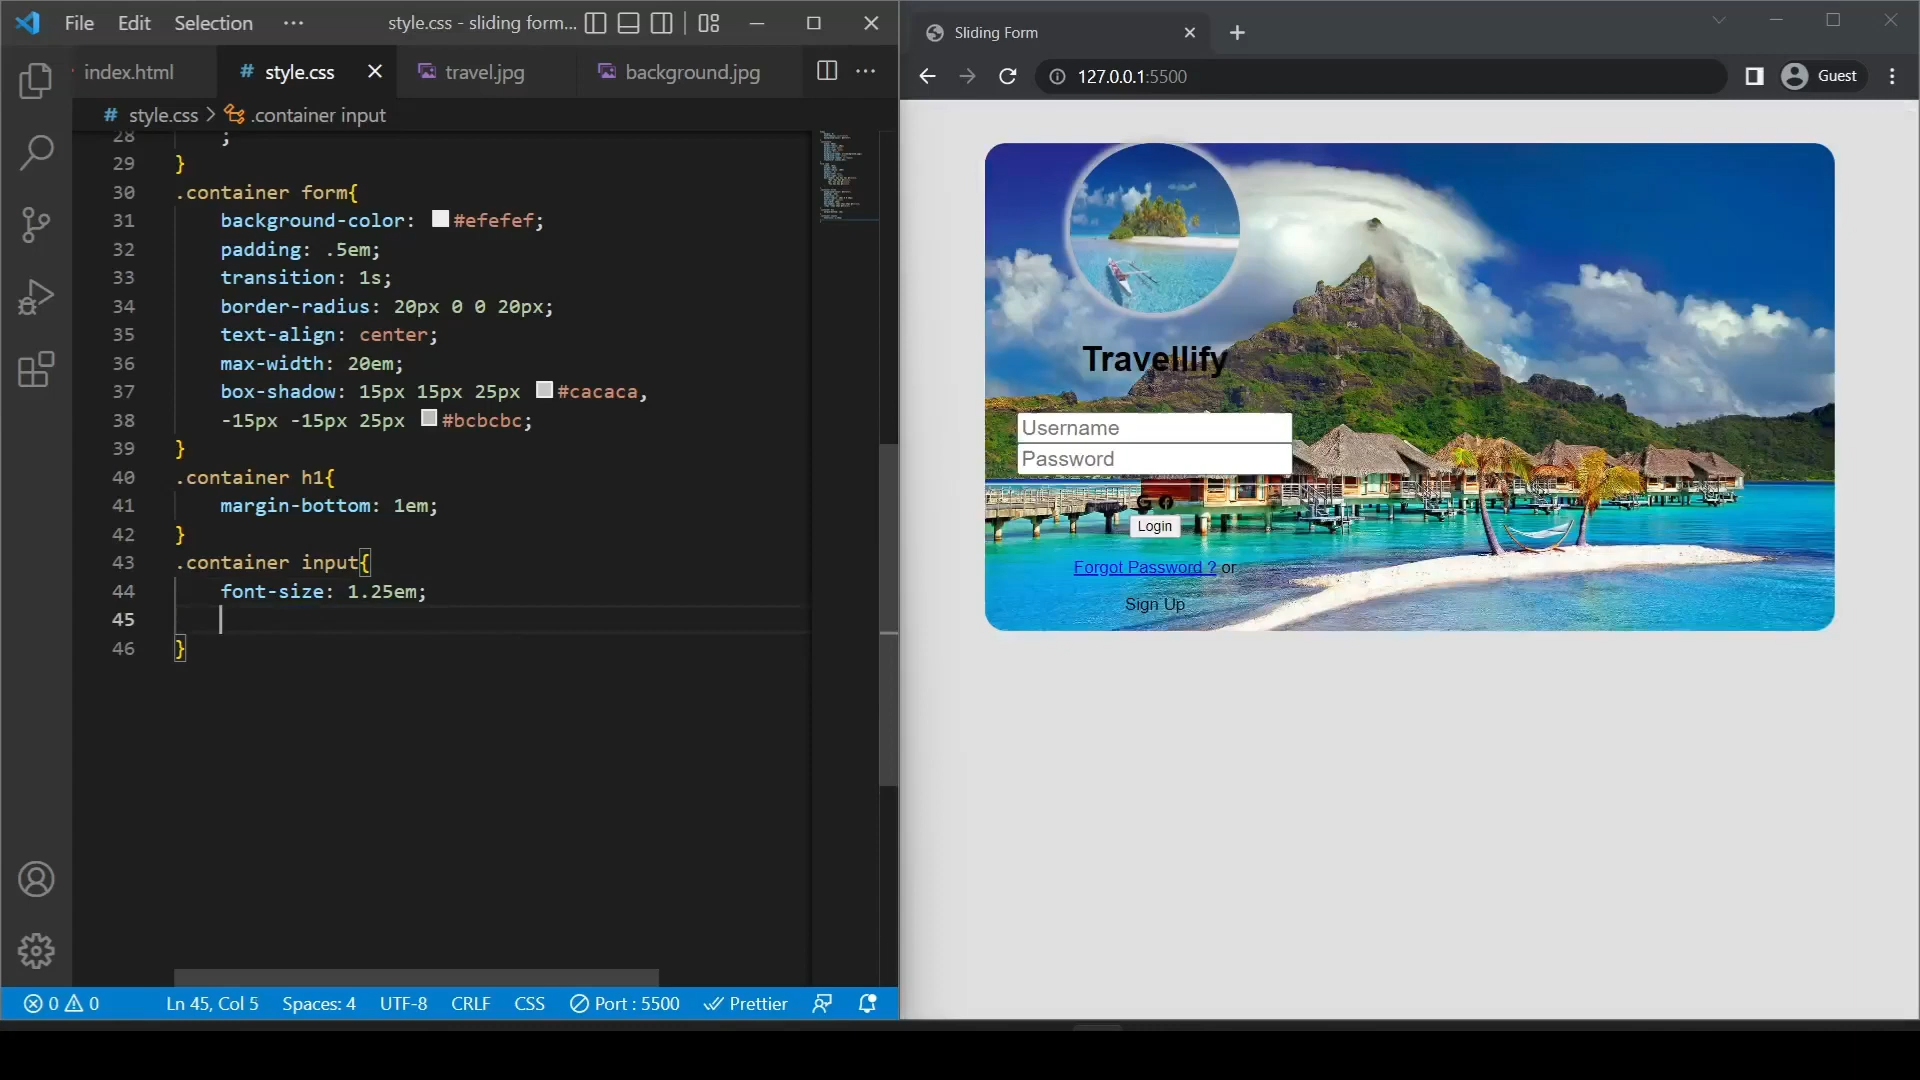 File Edit Selection ··· style.css - sliding form...
index.html # style.css travel.jpg background.jpg ···
# style.css > .container input
28 ;
29 }
30 .container form{
31 background-color: #efefef;
32 padding: .5em;
33 transition: 1s;
34 border-radius: 20px 0 0 20px;
35 text-align: center;
36 max-width: 20em;
37 box-shadow: 15px 15px 25px #cacaca,
38 -15px -15px 25px #bcbcbc;
39 }
40 .container h1{
41 margin-bottom: 1em;
42 }
43 .container input{
44 font-size: 1.25em;
45
46 }
0 0 Ln 45, Col 5 Spaces: 4 UTF-8 CRLF CSS Port : 5500 Prettier
Sliding Form
127.0.0.1:5500 Guest
Travellify
Username
Password
Login
Forgot Password ? or
Sign Up